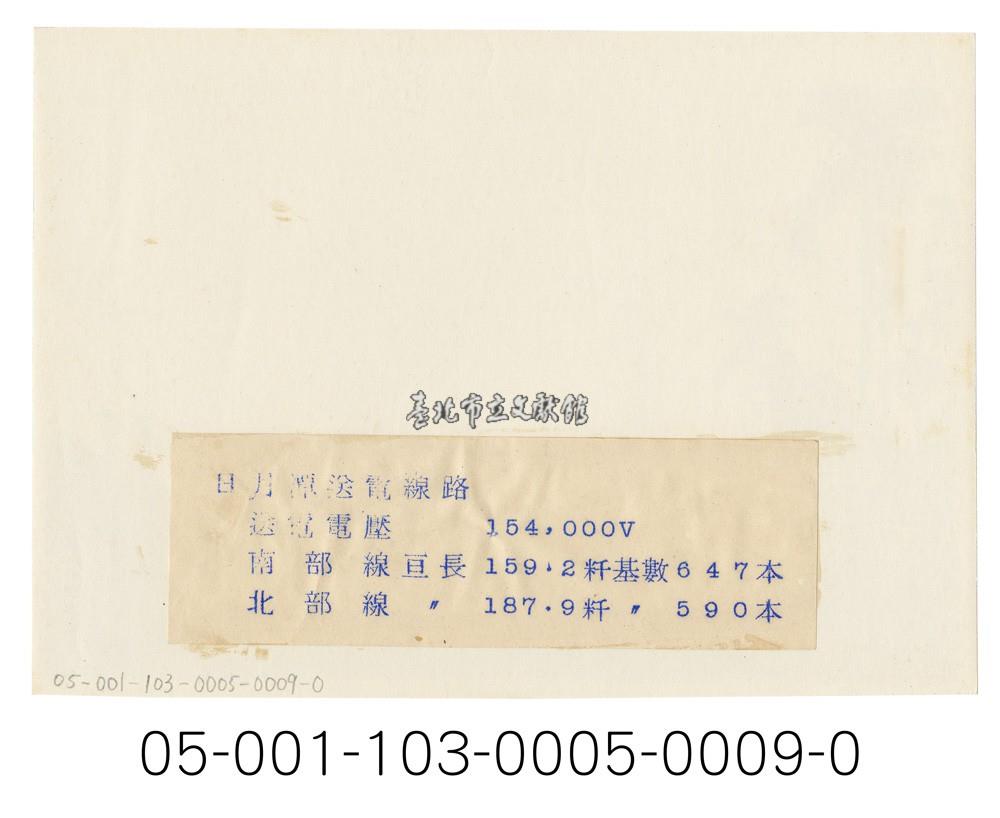 臺北市立文獻館
日月潭送電線路
送電電壓 154,000V
南部線亘長 159.2粁基數647本
北部線 〃 187.9粁 〃 590本
05-001-103-0005-0009-0
05-001-103-0005-0009-0